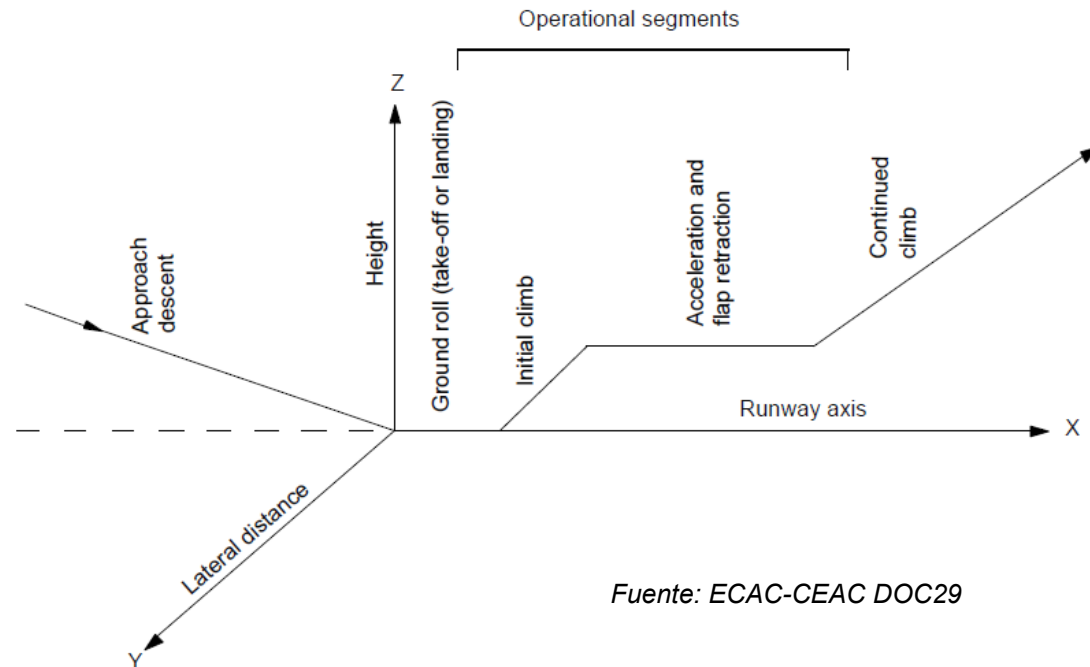 Operational segments
Z
Height
Ground roll (take-off or landing)
Approach
descent
Initial climb
Acceleration and
flap retraction
Continued
climb
Runway axis
X
Lateral distance
Y
Fuente: ECAC-CEAC DOC29